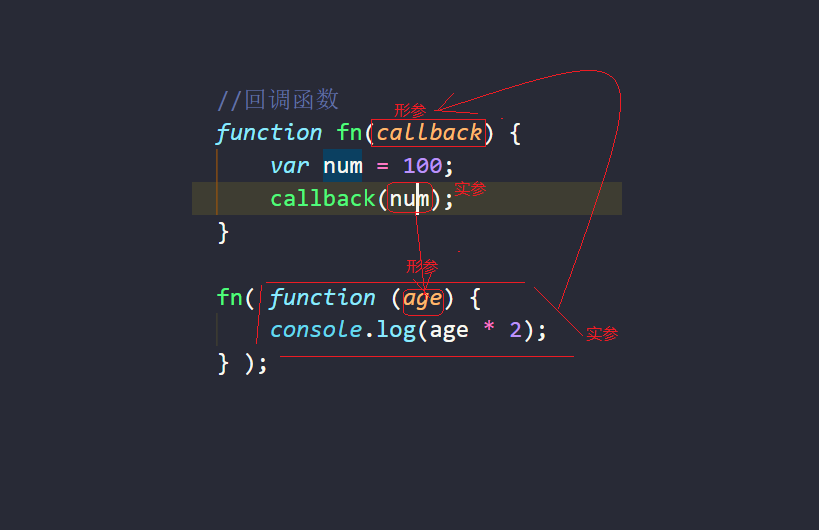 //回调函数
形参
function fn(callback) {
var num = 100;
callback(num); 实参
}
形参
fn( function (age) {
console.log(age * 2); 实参
} );